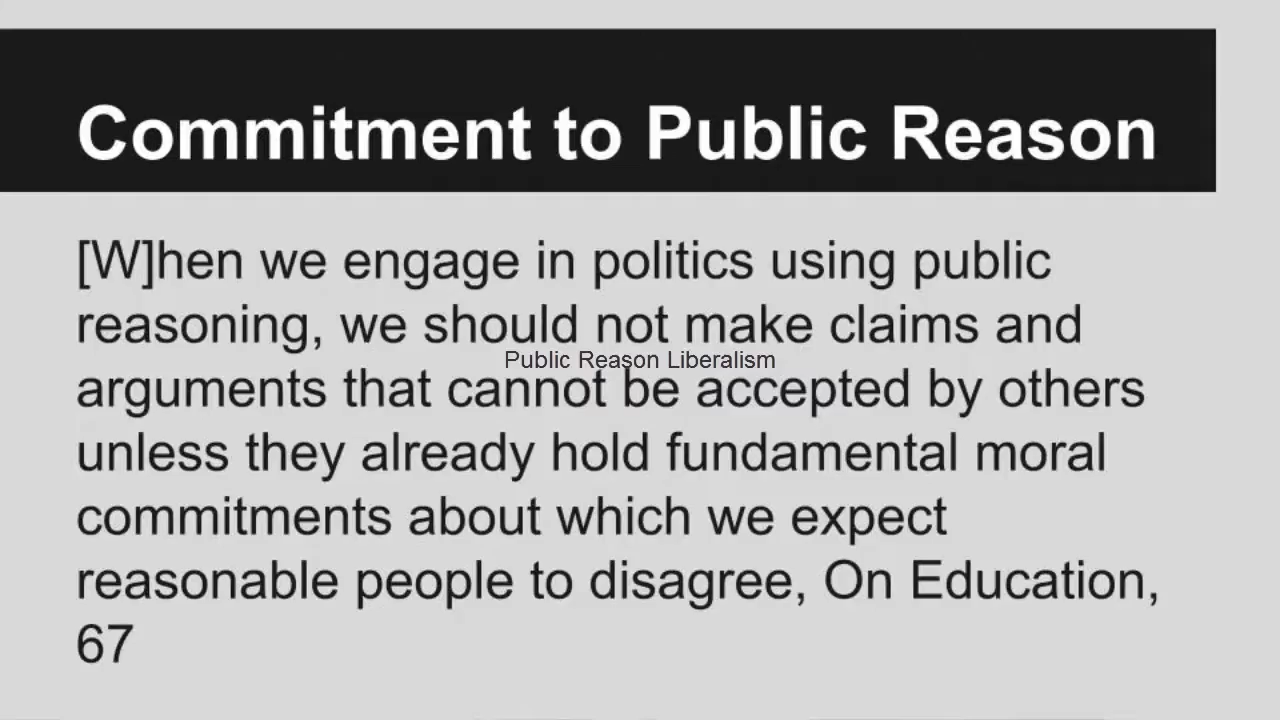 Commitment to Public Reason
[W]hen we engage in politics using public
reasoning, we should not make claims and
Public Reason Liberalism
arguments that cannot be accepted by others
unless they already hold fundamental moral
commitments about which we expect
reasonable people to disagree, On Education,
67